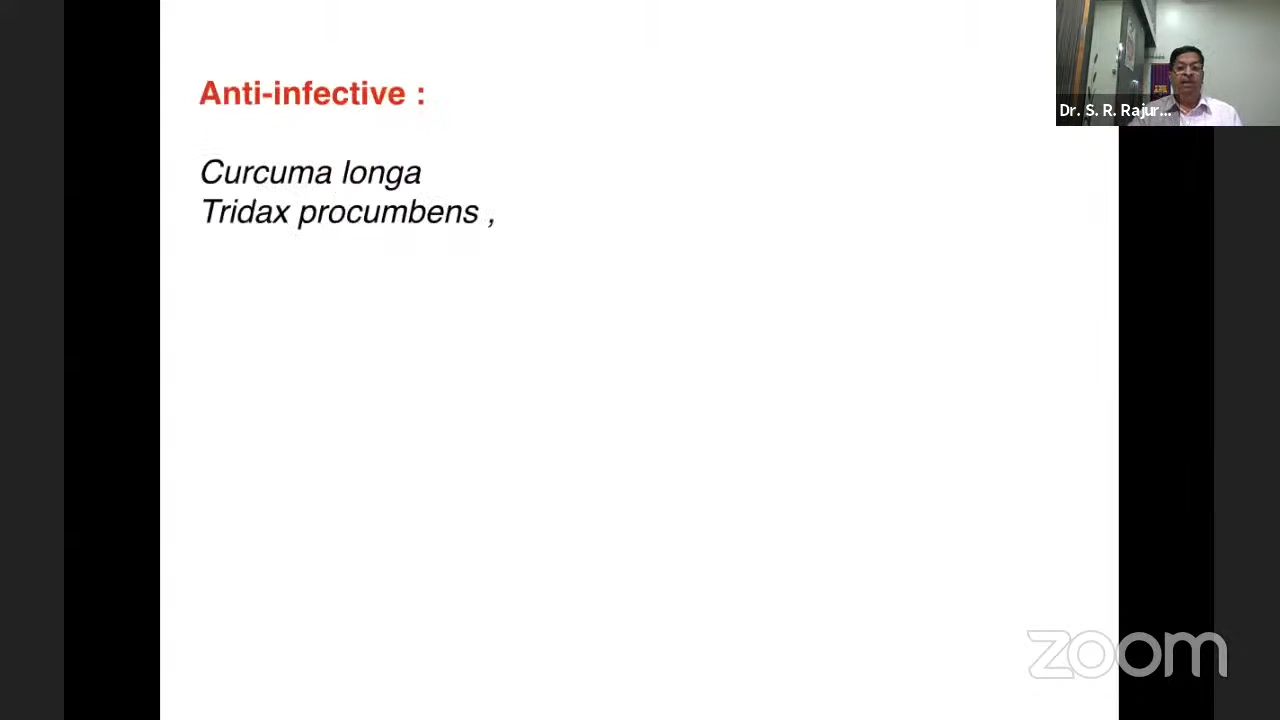 Anti-infective :
Curcuma longa
Tridax procumbens ,
Dr. S. R. Rajur...
zoom